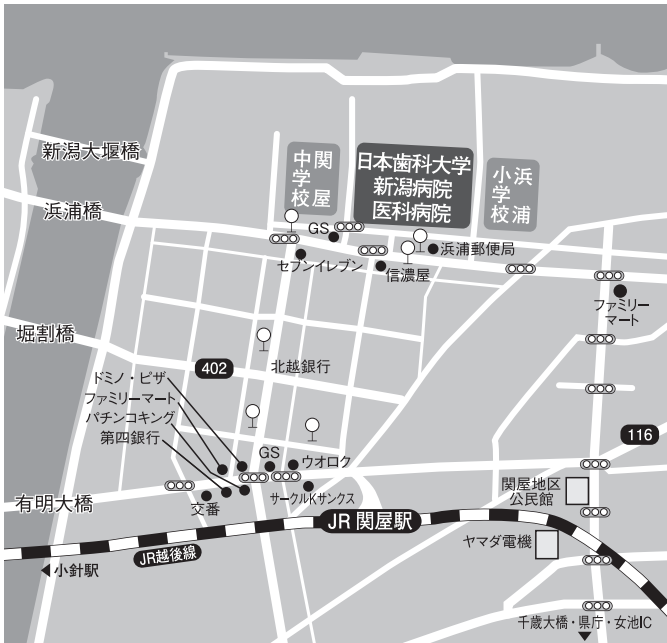 新潟大堰橋
浜浦橋
関屋
中学校
日本歯科大学
新潟病院
医科病院
浜浦
小学校
GS
セブンイレブン
信濃屋
浜浦郵便局
ファミリー
マート
堀割橋
402
北越銀行
ドミノ・ピザ
ファミリーマート
パチンコキング
第四銀行
116
GS
ウオロク
有明大橋
交番
サークルKサンクス
関屋地区
公民館
JR 関屋駅
ヤマダ電機
JR越後線
◀小針駅
千歳大橋・県庁・女池IC